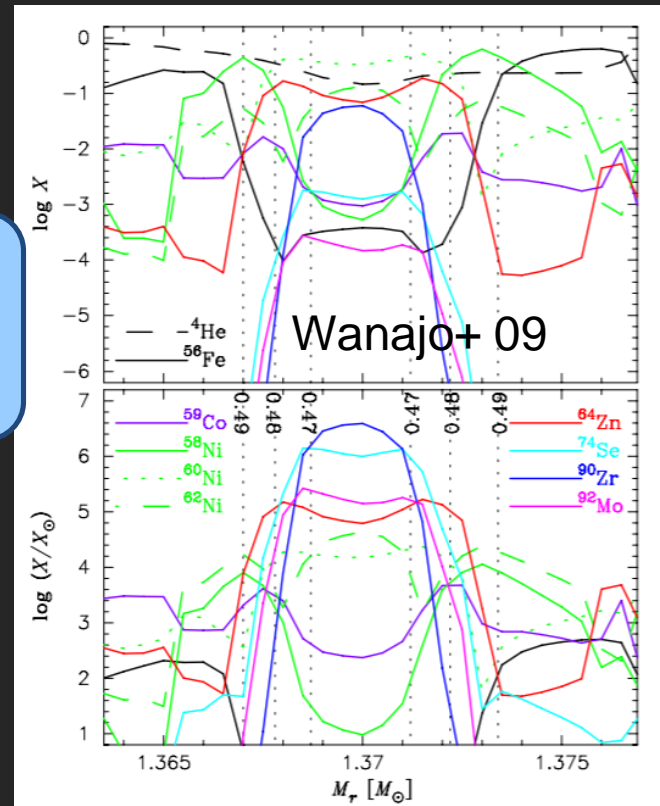 0
−1
−2
−3
−4
−5
−6
log X
— —⁴He
⁵⁶Fe
Wanajo+ 09
7
6
5
4
3
2
1
log (X/X☉)
⁵⁹Co
⁵⁸Ni
⁶⁰Ni
⁶²Ni
0.49
0.48
0.47
0.47
0.48
0.49
⁶⁴Zn
⁷⁴Se
⁹⁰Zr
⁹²Mo
1.365 1.37 1.375
Mᵣ [M☉]